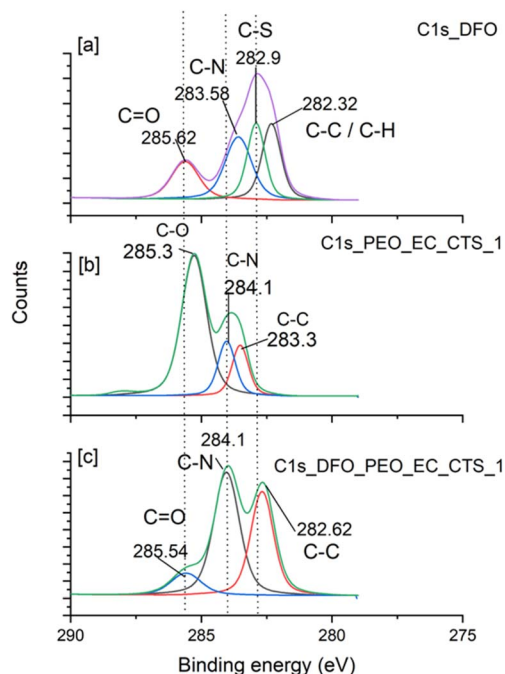 [a]
C1s_DFO
C-S
282.9
C-N
283.58
C=O
285.62
282.32
C-C / C-H
[b]
C1s_PEO_EC_CTS_1
C-O
285.3
C-N
284.1
C-C
283.3
[c]
C1s_DFO_PEO_EC_CTS_1
284.1
C-N
C=O
285.54
282.62
C-C
Counts
290
285
280
275
Binding energy (eV)